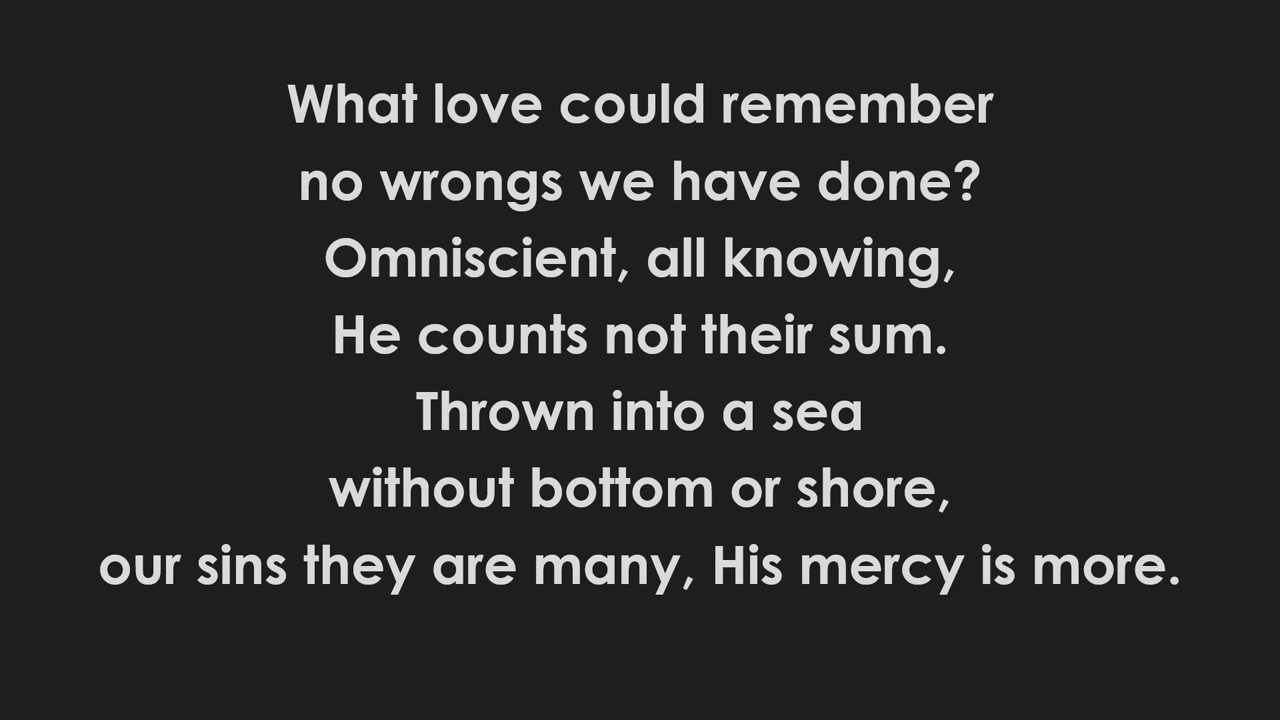 What love could remember
no wrongs we have done?
Omniscient, all knowing,
He counts not their sum.
Thrown into a sea
without bottom or shore,
our sins they are many, His mercy is more.